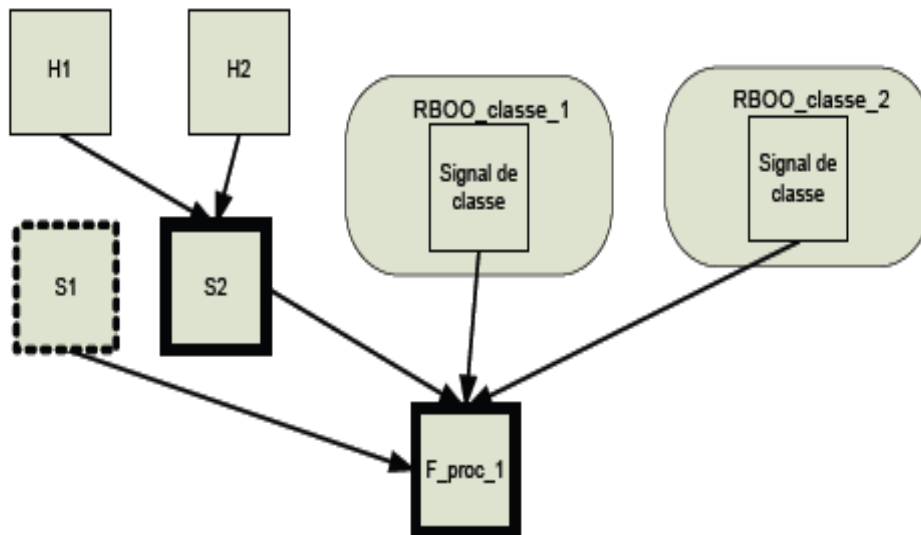 H1
H2
RBOO_classe_1
RBOO_classe_2
Signal de
classe
Signal de
classe
S1
S2
F_proc_1